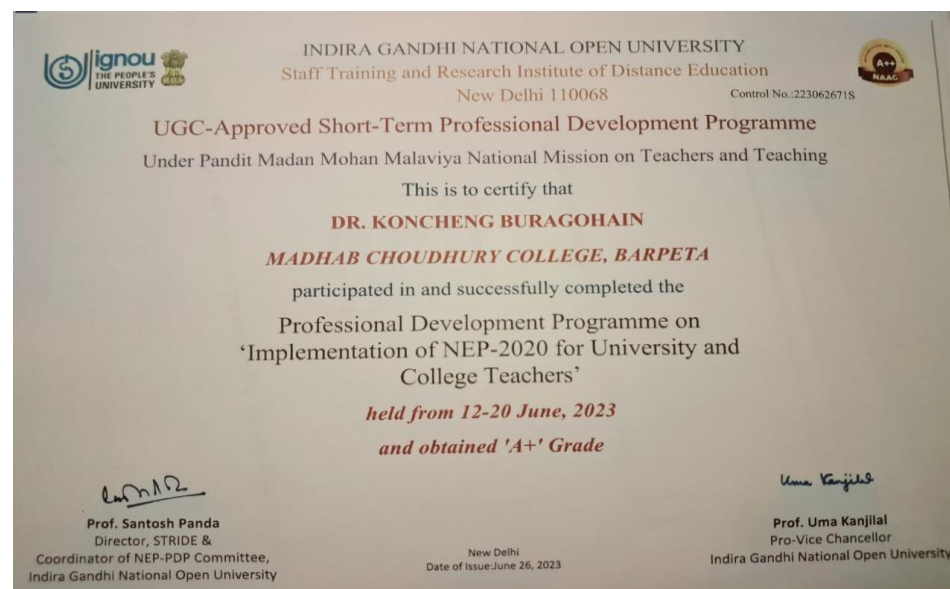 ignou
THE PEOPLE'S
UNIVERSITY
INDIRA GANDHI NATIONAL OPEN UNIVERSITY
Staff Training and Research Institute of Distance Education
New Delhi 110068
Control No.:223062671S
A++
NAAC
UGC-Approved Short-Term Professional Development Programme
Under Pandit Madan Mohan Malaviya National Mission on Teachers and Teaching
This is to certify that
DR. KONCHENG BURAGOHAIN
MADHAB CHOUDHURY COLLEGE, BARPETA
participated in and successfully completed the
Professional Development Programme on
‘Implementation of NEP-2020 for University and
College Teachers’
held from 12-20 June, 2023
and obtained 'A+' Grade
Prof. Santosh Panda
Director, STRIDE &
Coordinator of NEP-PDP Committee,
Indira Gandhi National Open University
New Delhi
Date of Issue:June 26, 2023
Uma Kanjilal
Prof. Uma Kanjilal
Pro-Vice Chancellor
Indira Gandhi National Open University